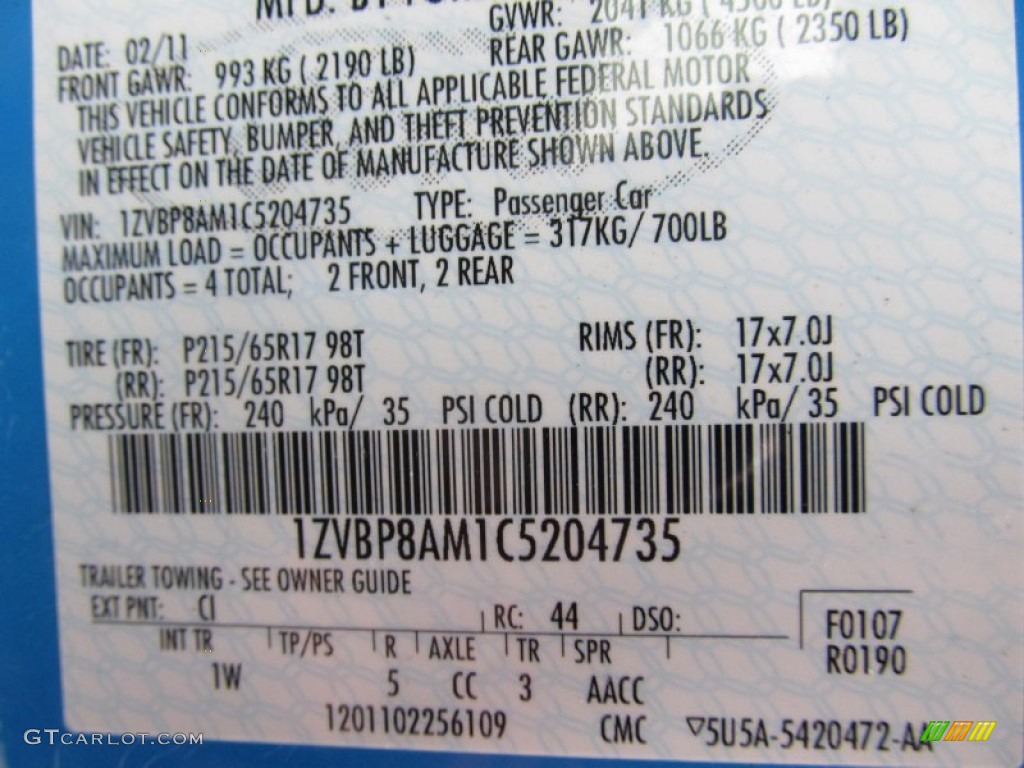 MFD. BY
GVWR: 2041 KG ( 4500 LB)
DATE: 02/11 REAR GAWR: 1066 KG ( 2350 LB)
FRONT GAWR: 993 KG ( 2190 LB)
THIS VEHICLE CONFORMS TO ALL APPLICABLE FEDERAL MOTOR
VEHICLE SAFETY, BUMPER, AND THEFT PREVENTION STANDARDS
IN EFFECT ON THE DATE OF MANUFACTURE SHOWN ABOVE.
VIN: 1ZVBP8AM1C5204735 TYPE: Passenger Car
MAXIMUM LOAD = OCCUPANTS + LUGGAGE = 317KG/ 700LB
OCCUPANTS = 4 TOTAL; 2 FRONT, 2 REAR
TIRE (FR): P215/65R17 98T RIMS (FR): 17x7.0J
(RR): P215/65R17 98T (RR): 17x7.0J
PRESSURE (FR): 240 kPa/ 35 PSI COLD (RR): 240 kPa/ 35 PSI COLD
1ZVBP8AM1C5204735
TRAILER TOWING - SEE OWNER GUIDE
EXT PNT: CI RC: 44 DSO: F0107
INT TR TP/PS R AXLE TR SPR R0190
1W 5 CC 3 AACC
1201102256109 CMC ▽5U5A-5420472-AA
GTCARLOT.COM